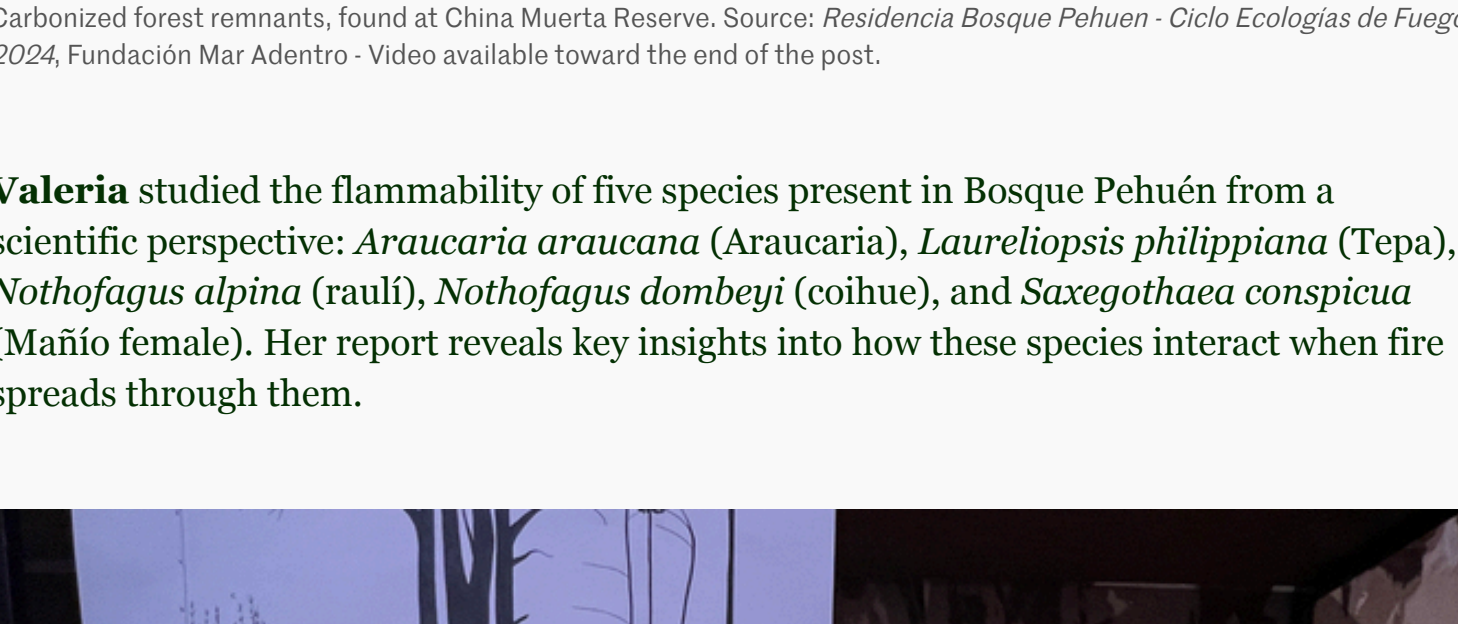 Carbonized forest remnants, found at China Muerta Reserve. Source: Residencia Bosque Pehuen - Ciclo Ecologías de Fuego
2024, Fundación Mar Adentro - Video available toward the end of the post.
Valeria studied the flammability of five species present in Bosque Pehuén from a
scientific perspective: Araucaria araucana (Araucaria), Laureliopsis philippiana (Tepa),
Nothofagus alpina (raulí), Nothofagus dombeyi (coihue), and Saxegothaea conspicua
(Mañío female). Her report reveals key insights into how these species interact when fire
spreads through them.